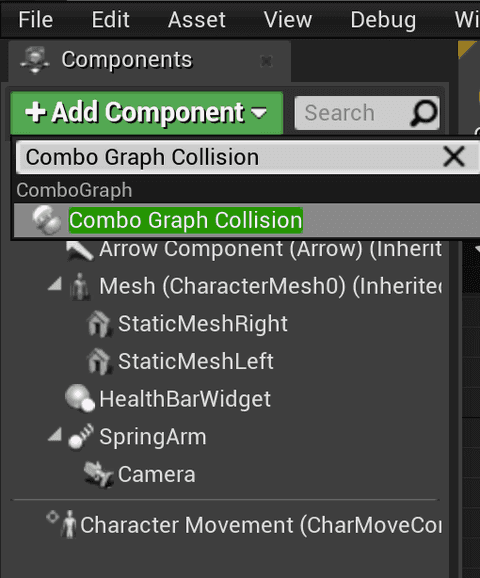 File Edit Asset View Debug Wi
Components
+ Add Component Search
Combo Graph Collision
ComboGraph
Combo Graph Collision
Arrow Component (Arrow) (Inherit
Mesh (CharacterMesh0) (Inherited
StaticMeshRight
StaticMeshLeft
HealthBarWidget
SpringArm
Camera
Character Movement (CharMoveCo